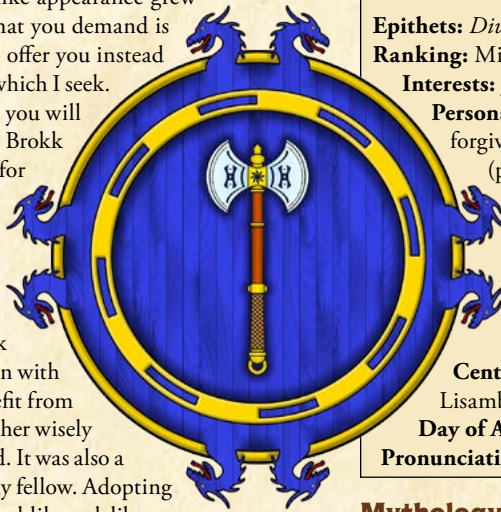 like appearance grew
hat you demand is
offer you instead
which I seek.
you will
Brokk
for
n with
efit from
her wisely
d. It was also a
y fellow. Adopting
Epithets:
Ranking: Mi
Interests:
Persona
forgiv
(p
Cent
Lisamb
Day of A
Pronunciati
Mythology
H H